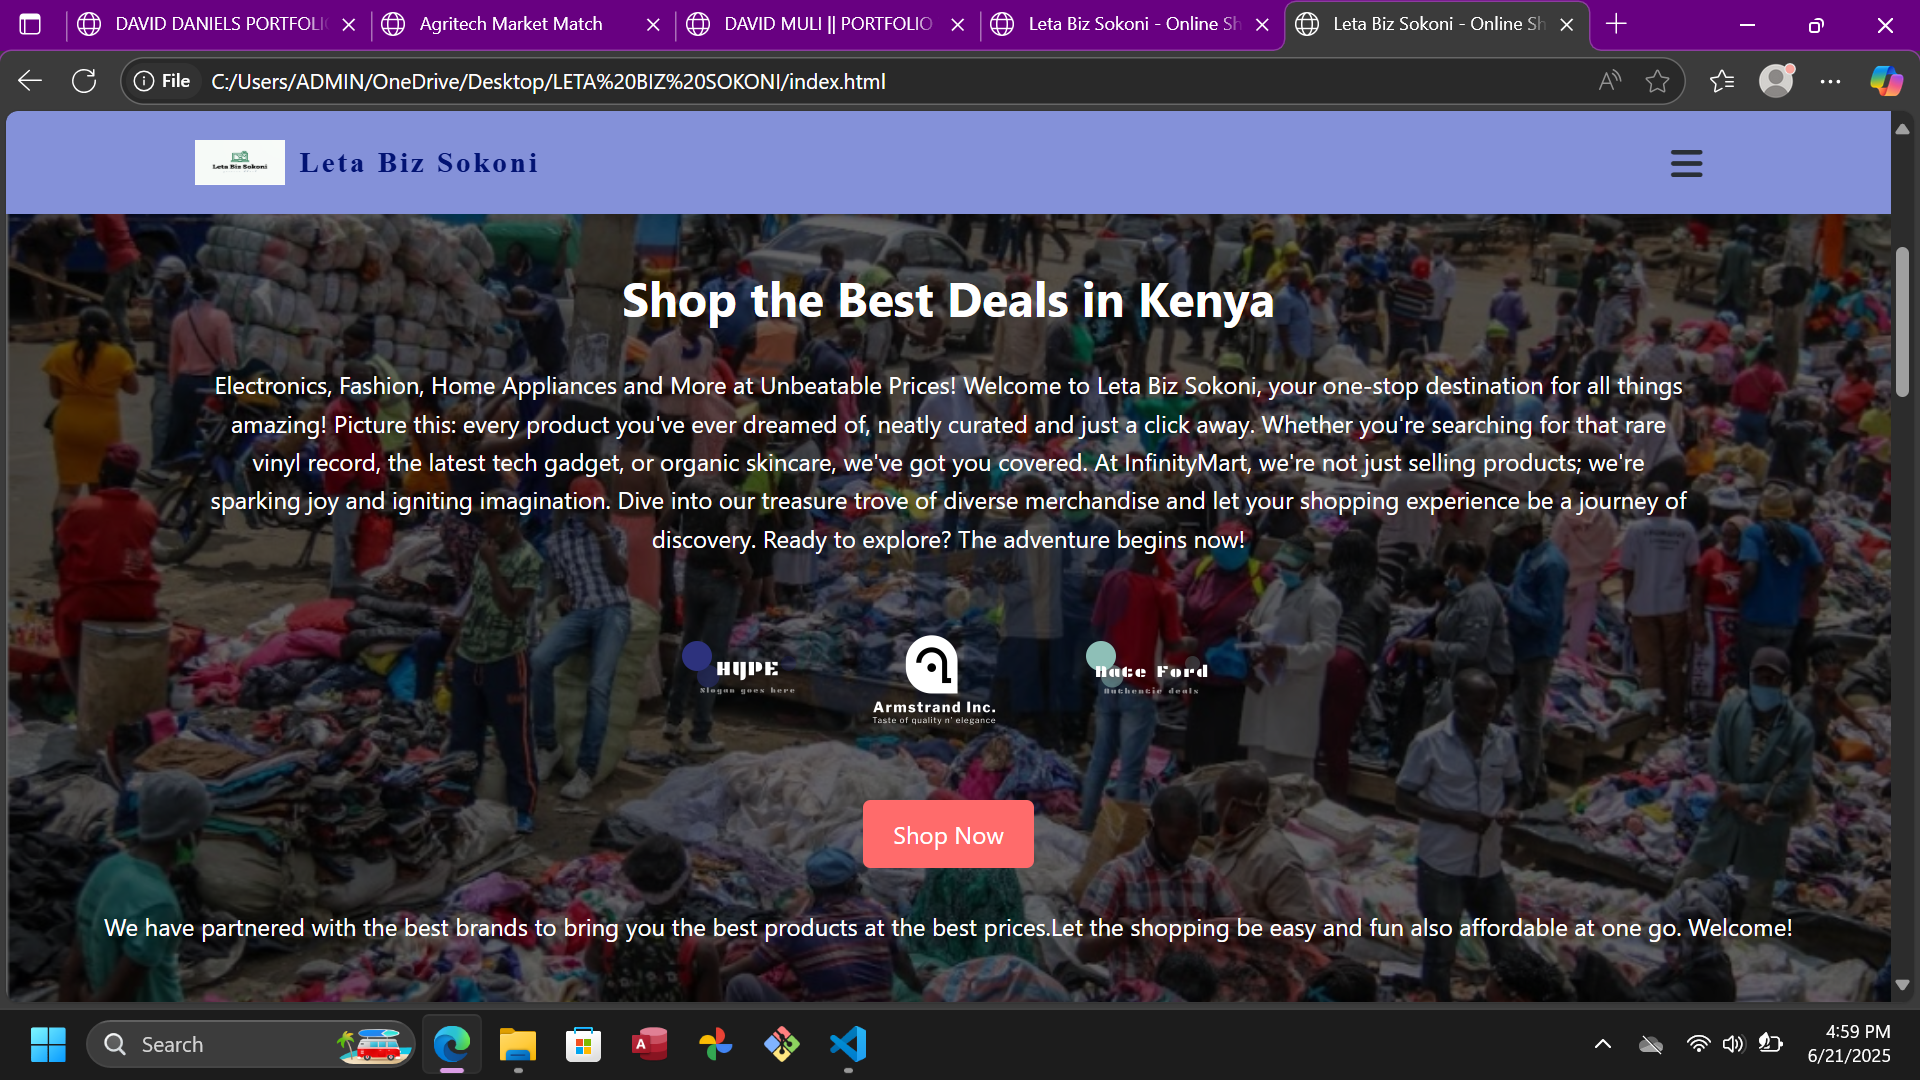 DAVID DANIELS PORTFOLI
Agritech Market Match
DAVID MULI || PORTFOLIO
Leta Biz Sokoni - Online Sh
Leta Biz Sokoni - Online Sh
File
C:/Users/ADMIN/OneDrive/Desktop/LETA%20BIZ%20SOKONI/index.html
Leta Biz Sokoni
Leta Biz Sokoni
Shop the Best Deals in Kenya
Electronics, Fashion, Home Appliances and More at Unbeatable Prices! Welcome to Leta Biz Sokoni, your one-stop destination for all things
amazing! Picture this: every product you've ever dreamed of, neatly curated and just a click away. Whether you're searching for that rare
vinyl record, the latest tech gadget, or organic skincare, we've got you covered. At InfinityMart, we're not just selling products; we're
sparking joy and igniting imagination. Dive into our treasure trove of diverse merchandise and let your shopping experience be a journey of
discovery. Ready to explore? The adventure begins now!
HYPE
Slogan goes here
Armstrand Inc.
Taste of quality n' elegance
Nate Ford
Authentic deals
Shop Now
We have partnered with the best brands to bring you the best products at the best prices.Let the shopping be easy and fun also affordable at one go. Welcome!
Search
A
4:59 PM
6/21/2025